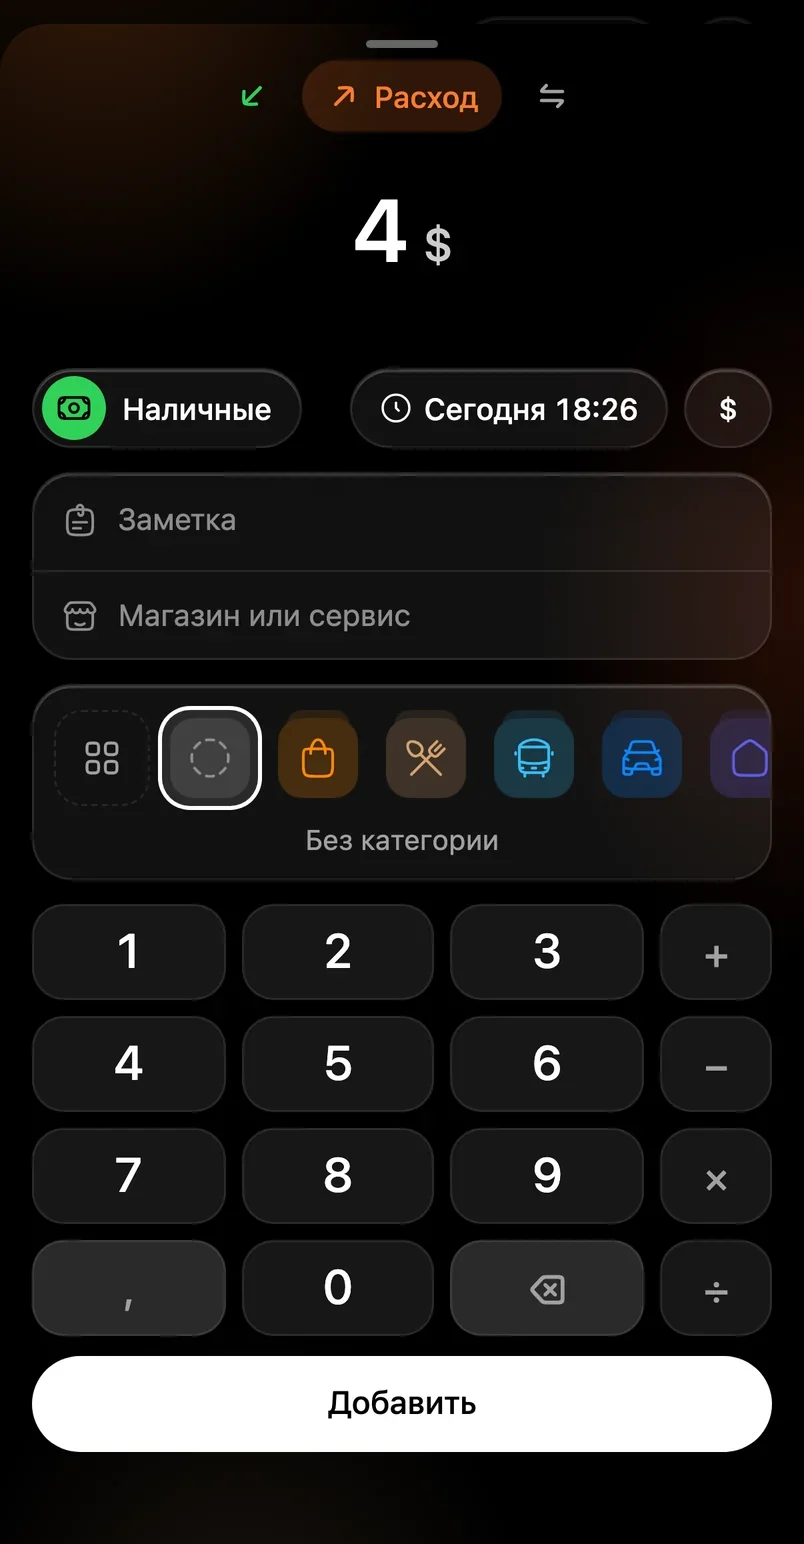 Расход
4 $
Наличные
Сегодня 18:26
$
Заметка
Магазин или сервис
Без категории
1 2 3 +
4 5 6 −
7 8 9 ×
, 0 ÷
Добавить